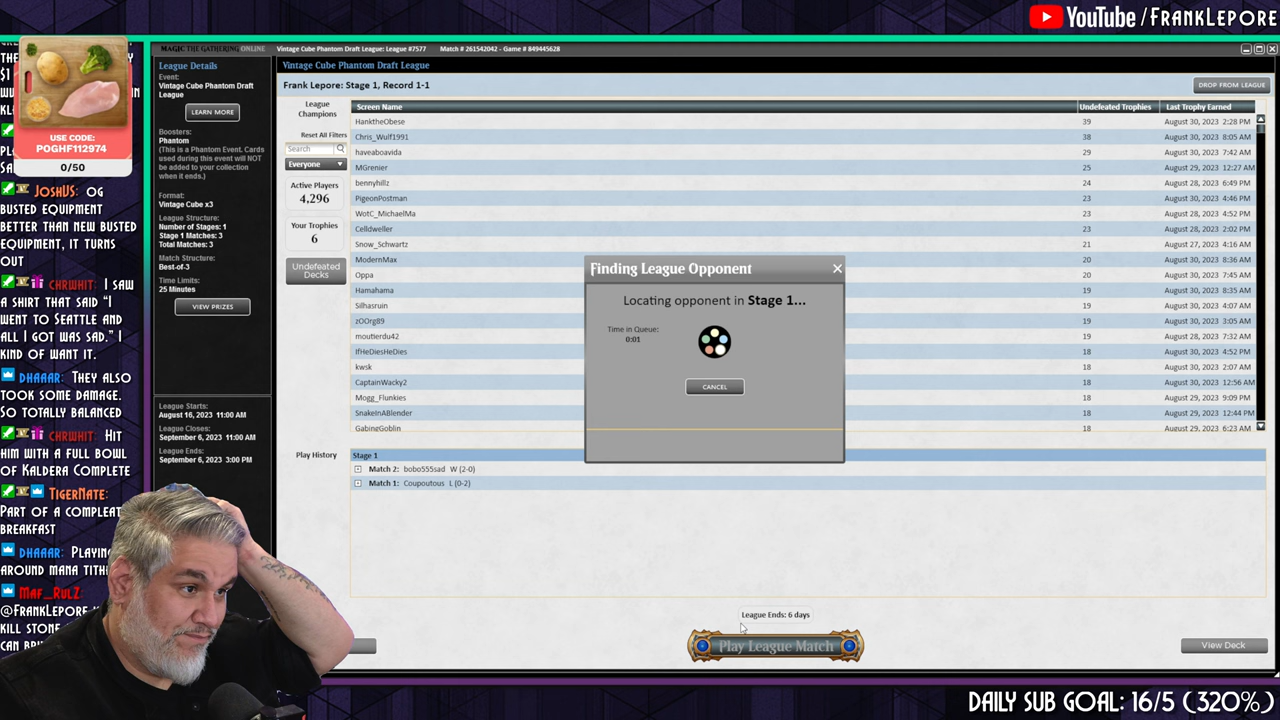 YouTube /FrankLepore
USE CODE:
POGHF112974
0/50
JoshUS: OG
busted equipment
better than new busted
equipment, it turns
out
chrwhit: I saw
a shirt that said "I
went to Seattle and
all I got was sad." I
kind of want it.
dhaaar: They also
took some damage.
So totally balanced
chrwhit: Hit
him with a full bowl
of Kaldera Complete
TigerNate:
Part of a compleat
breakfast
dhaaar: Playing
around mana tith
Maf_RulZ:
@FrankLepore
kill stone
can br
MAGIC THE GATHERING ONLINE
Vintage Cube Phantom Draft League: League #7577
Match # 261542042 - Game # 849445628
League Details
Event:
Vintage Cube Phantom Draft
League
LEARN MORE
Boosters:
Phantom
(This is a Phantom Event. Cards
used during this event will NOT
be added to your collection
when it ends.)
Format:
Vintage Cube x3
League Structure:
Number of Stages: 1
Stage 1 Matches: 3
Total Matches: 3
Match Structure:
Best-of-3
Time Limits:
25 Minutes
VIEW PRIZES
League Starts:
August 16, 2023 11:00 AM
League Closes:
September 6, 2023 11:00 AM
League Ends:
September 6, 2023 3:00 PM
Vintage Cube Phantom Draft League
Frank Lepore: Stage 1, Record 1-1
DROP FROM LEAGUE
League
Champions
Reset All Filters
Search
Everyone
Active Players
4,296
Your Trophies
6
Undefeated
Decks
Screen Name Undefeated Trophies Last Trophy Earned
HanktheObese 39 August 30, 2023 2:28 PM
Chris_Wulf1991 38 August 30, 2023 8:05 AM
haveaboavida 29 August 30, 2023 7:42 AM
MGrenier 25 August 29, 2023 12:27 AM
bennyhillz 24 August 28, 2023 6:49 PM
PigeonPostman 23 August 30, 2023 4:46 PM
WotC_MichaelMa 23 August 28, 2023 4:52 PM
Celldweller 23 August 28, 2023 2:02 PM
Snow_Schwartz 21 August 27, 2023 4:16 AM
ModernMax 20 August 30, 2023 8:36 AM
Oppa 20 August 30, 2023 7:45 AM
Hamahama 19 August 30, 2023 8:35 AM
Silhasruin 19 August 30, 2023 4:07 AM
zOOrg89 19 August 30, 2023 3:05 AM
moutierdu42 19 August 28, 2023 7:32 AM
IfHeDiesHeDies 18 August 30, 2023 4:52 PM
kwsk 18 August 30, 2023 2:07 AM
CaptainWacky2 18 August 30, 2023 12:56 AM
Mogg_Flunkies 18 August 29, 2023 9:09 PM
SnakeInABlender 18 August 29, 2023 12:44 PM
GabingGoblin 18 August 29, 2023 6:23 AM
Finding League Opponent
Locating opponent in Stage 1...
Time in Queue:
0:01
CANCEL
Play History
Stage 1
Match 2: bobo555sad W (2-0)
Match 1: Coupoutous L (0-2)
League Ends: 6 days
Play League Match
View Deck
Daily Sub Goal: 16/5 (320%)